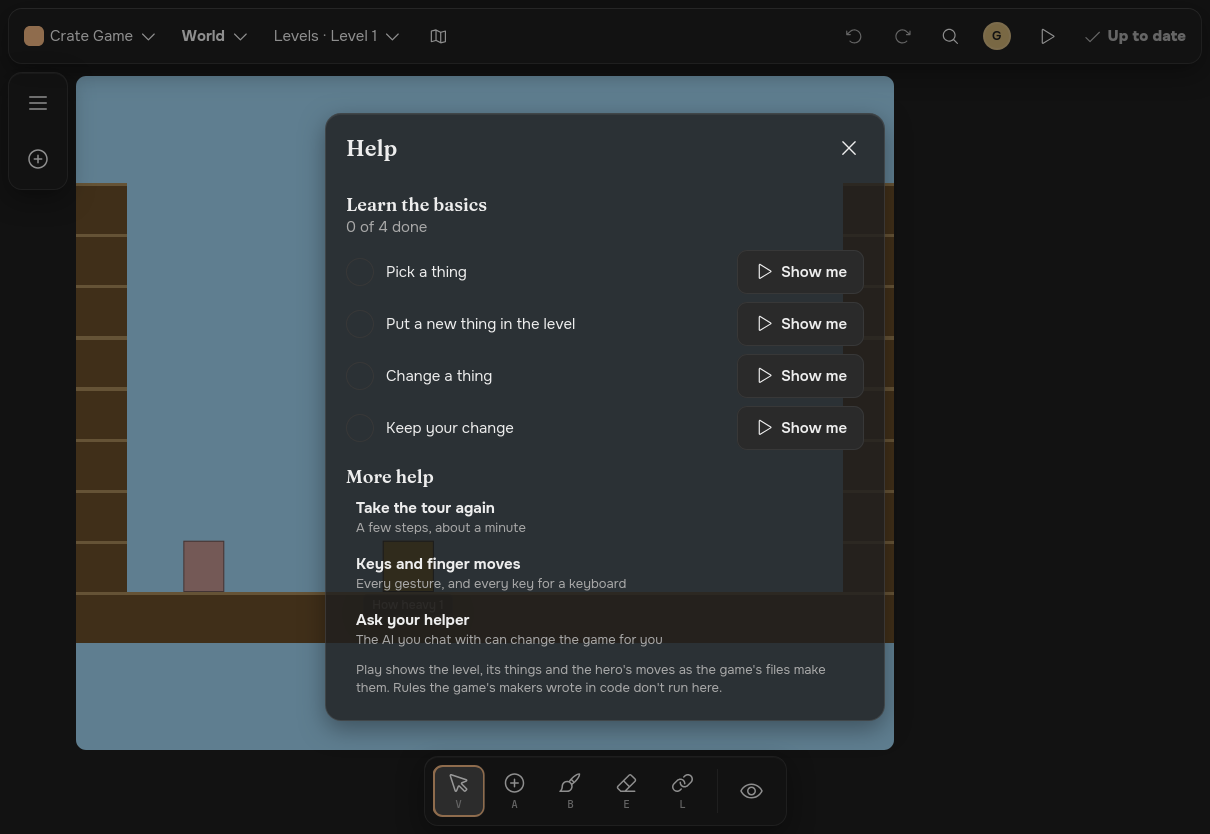 Crate Game
World
Levels · Level 1
G
Up to date
Help
Learn the basics
0 of 4 done
Pick a thing
Show me
Put a new thing in the level
Show me
Change a thing
Show me
Keep your change
Show me
More help
Take the tour again
A few steps, about a minute
Keys and finger moves
Every gesture, and every key for a keyboard
How heavy 1
Ask your helper
The AI you chat with can change the game for you
Play shows the level, its things and the hero's moves as the game's files make
them. Rules the game's makers wrote in code don't run here.
V
A
B
E
L